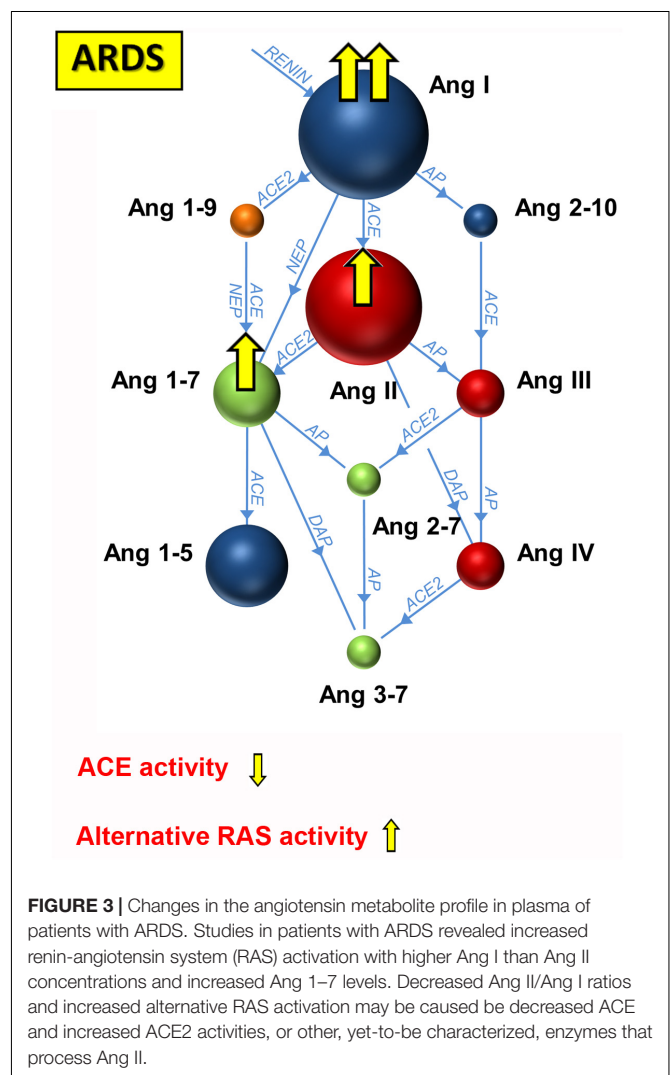 ARDS
RENIN
Ang I
ACE2
AP
Ang 1-9
ACE
Ang 2-10
NEP
NEP
ACE
ACE
ACE2
AP
Ang 1-7
Ang II
Ang III
AP
ACE2
ACE
DAP
Ang 2-7
DAP
AP
Ang 1-5
AP
Ang IV
ACE2
Ang 3-7
ACE activity
Alternative RAS activity
FIGURE 3 | Changes in the angiotensin metabolite profile in plasma of
patients with ARDS. Studies in patients with ARDS revealed increased
renin-angiotensin system (RAS) activation with higher Ang I than Ang II
concentrations and increased Ang 1–7 levels. Decreased Ang II/Ang I ratios
and increased alternative RAS activation may be caused be decreased ACE
and increased ACE2 activities, or other, yet-to-be characterized, enzymes that
process Ang II.